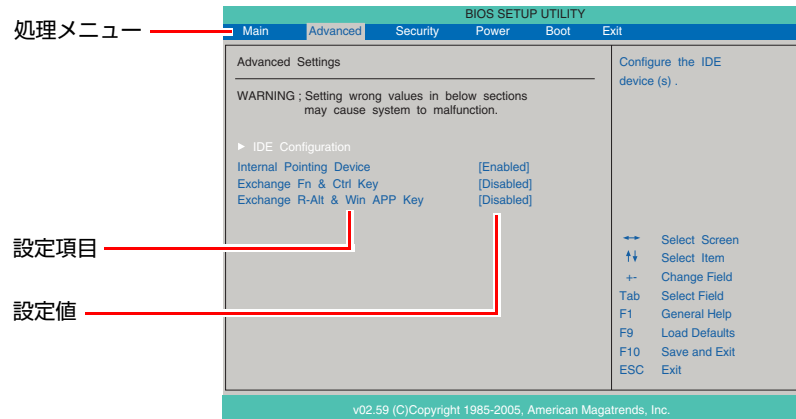 BIOS SETUP UTILITY
処理メニュー
Main Advanced Security Power Boot Exit
Advanced Settings
WARNING ; Setting wrong values in below sections
may cause system to malfunction.
► IDE Configuration
Internal Pointing Device [Enabled]
Exchange Fn & Ctrl Key [Disabled]
Exchange R-Alt & Win APP Key [Disabled]
設定項目
設定値
Configure the IDE
device (s) .
↔ Select Screen
↑↓ Select Item
+- Change Field
Tab Select Field
F1 General Help
F9 Load Defaults
F10 Save and Exit
ESC Exit
v02.59 (C)Copyright 1985-2005, American Magatrends, Inc.